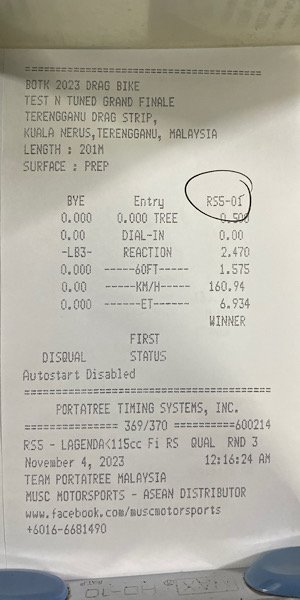 ==========================================
BOTK 2023 DRAG BIKE
TEST N TUNED GRAND FINALE
TERENGGANU DRAG STRIP,
KUALA NERUS,TERENGGANU, MALAYSIA
LENGTH : 201M
SURFACE : PREP
BYE Entry RS5-01
0.000 0.000 TREE 0.500
0.00 DIAL-IN 0.00
-LB3- REACTION 2.470
0.000 ------60FT------ 1.575
0.00 ------KM/H------ 160.94
0.000 -------ET------- 6.934
WINNER
FIRST
DISQUAL STATUS
Autostart Disabled
==========================================
PORTATREE TIMING SYSTEMS, INC.
=============== 369/370 ==========600214
RS5 - LAGENDA<115cc Fi RS QUAL RND 3
November 4, 2023 12:16:24 AM
TEAM PORTATREE MALAYSIA
MUSC MOTORSPORTS - ASEAN DISTRIBUTOR
www.facebook.com/muscmotorsports
+6016-6681490